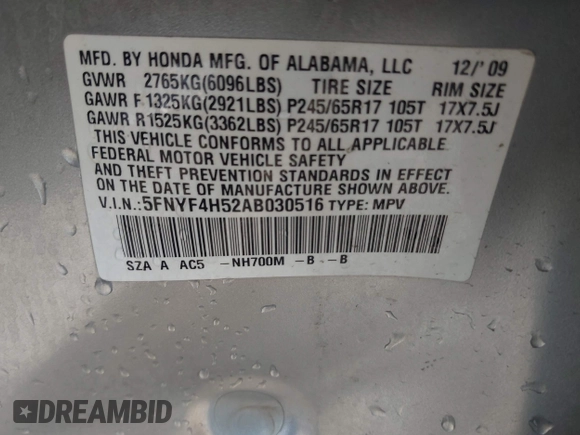 MFD. BY HONDA MFG. OF ALABAMA, LLC 12/'09
GVWR 2765KG(6096LBS) TIRE SIZE RIM SIZE
GAWR F1325KG(2921LBS) P245/65R17 105T 17X7.5J
GAWR R1525KG(3362LBS) P245/65R17 105T 17X7.5J
THIS VEHICLE CONFORMS TO ALL APPLICABLE
FEDERAL MOTOR VEHICLE SAFETY
AND THEFT PREVENTION STANDARDS IN EFFECT
ON THE DATE OF MANUFACTURE SHOWN ABOVE.
V.I.N.:5FNYF4H52AB030516 TYPE: MPV
SZA A AC5 -NH700M -B -B
DREAMBID